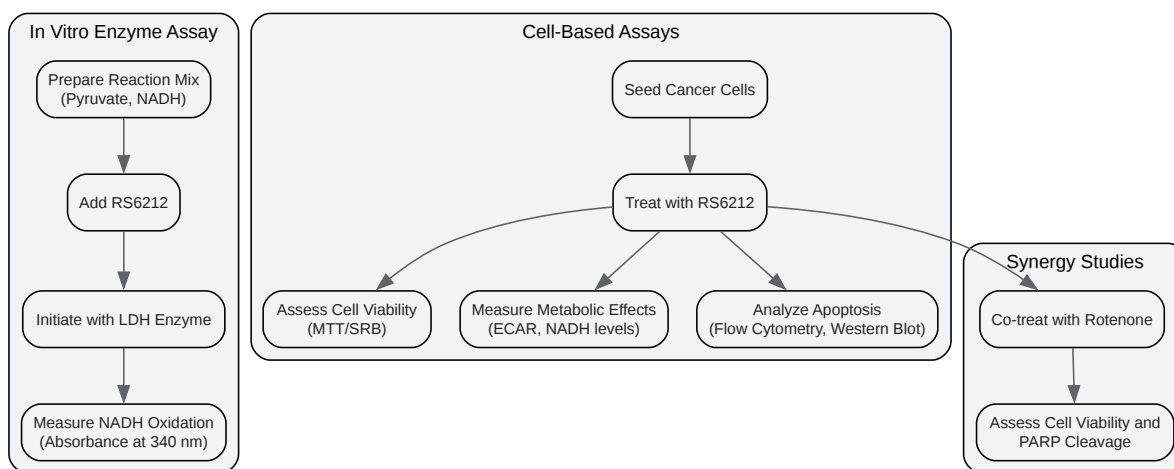 In Vitro Enzyme Assay
Prepare Reaction Mix
(Pyruvate, NADH)
Add RS6212
Initiate with LDH Enzyme
Measure NADH Oxidation
(Absorbance at 340 nm)
Cell-Based Assays
Seed Cancer Cells
Treat with RS6212
Assess Cell Viability
(MTT/SRB)
Measure Metabolic Effects
(ECAR, NADH levels)
Analyze Apoptosis
(Flow Cytometry, Western Blot)
Synergy Studies
Co-treat with Rotenone
Assess Cell Viability and
PARP Cleavage